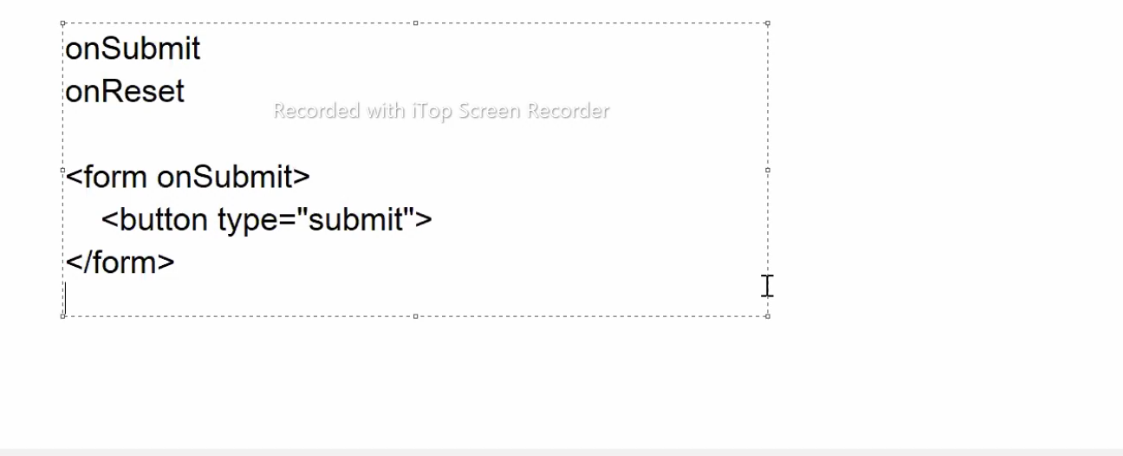 onSubmit
onReset
Recorded with iTop Screen Recorder
<form onSubmit>
<button type="submit">
</form>